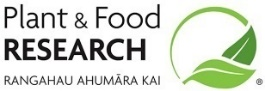 Plant & Food
RESEARCH
RANGAHAU AHUMĀRA KAI
®